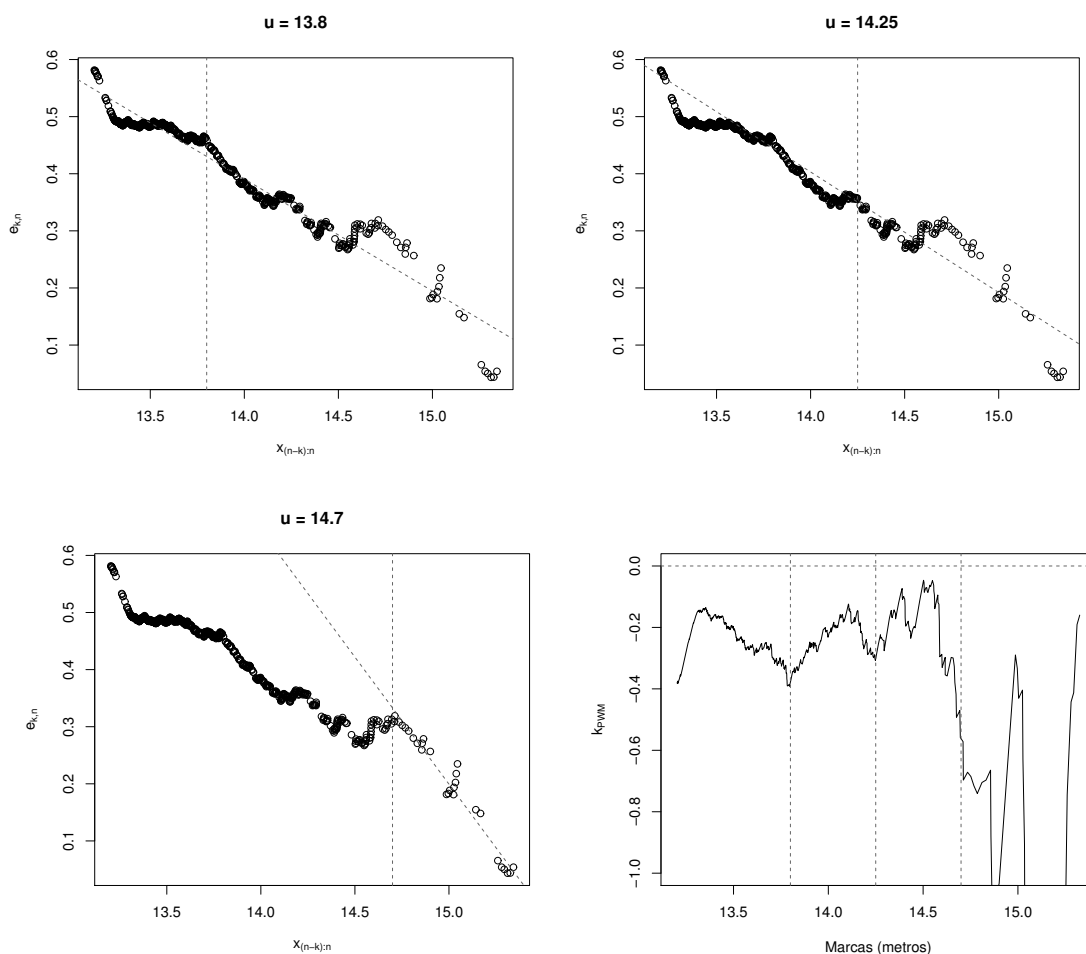 u = 13.8
0.6
0.5
0.4
0.3
0.2
0.1
e_{k,n}
13.5 14.0 14.5 15.0
x_{(n−k):n}
u = 14.25
0.6
0.5
0.4
0.3
0.2
0.1
e_{k,n}
13.5 14.0 14.5 15.0
x_{(n−k):n}
u = 14.7
0.6
0.5
0.4
0.3
0.2
0.1
e_{k,n}
13.5 14.0 14.5 15.0
x_{(n−k):n}
0.0
−0.2
−0.4
−0.6
−0.8
−1.0
k_{PWM}
13.5 14.0 14.5 15.0
Marcas (metros)